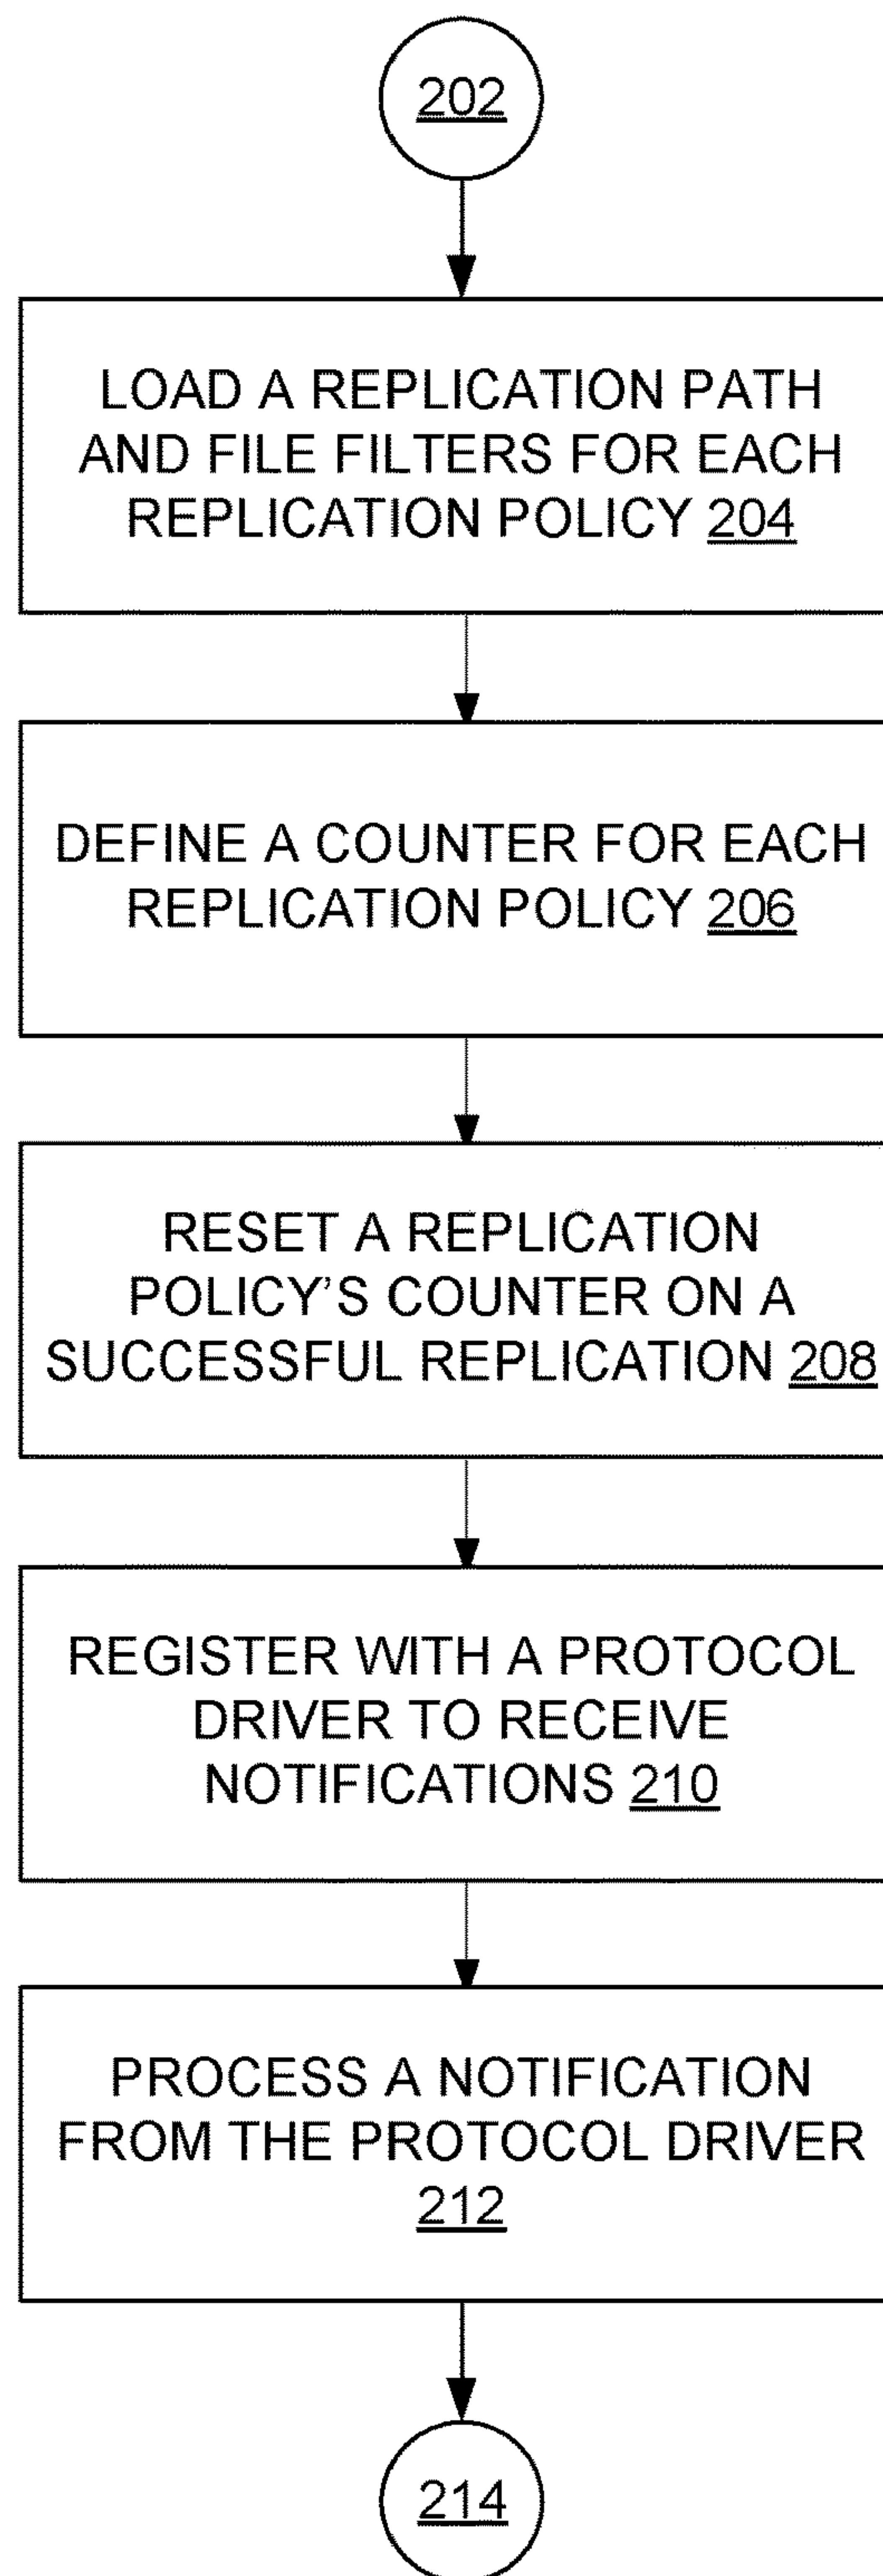 202
LOAD A REPLICATION PATH
AND FILE FILTERS FOR EACH
REPLICATION POLICY 204
DEFINE A COUNTER FOR EACH
REPLICATION POLICY 206
RESET A REPLICATION
POLICY’S COUNTER ON A
SUCCESSFUL REPLICATION 208
REGISTER WITH A PROTOCOL
DRIVER TO RECEIVE
NOTIFICATIONS 210
PROCESS A NOTIFICATION
FROM THE PROTOCOL DRIVER
212
214